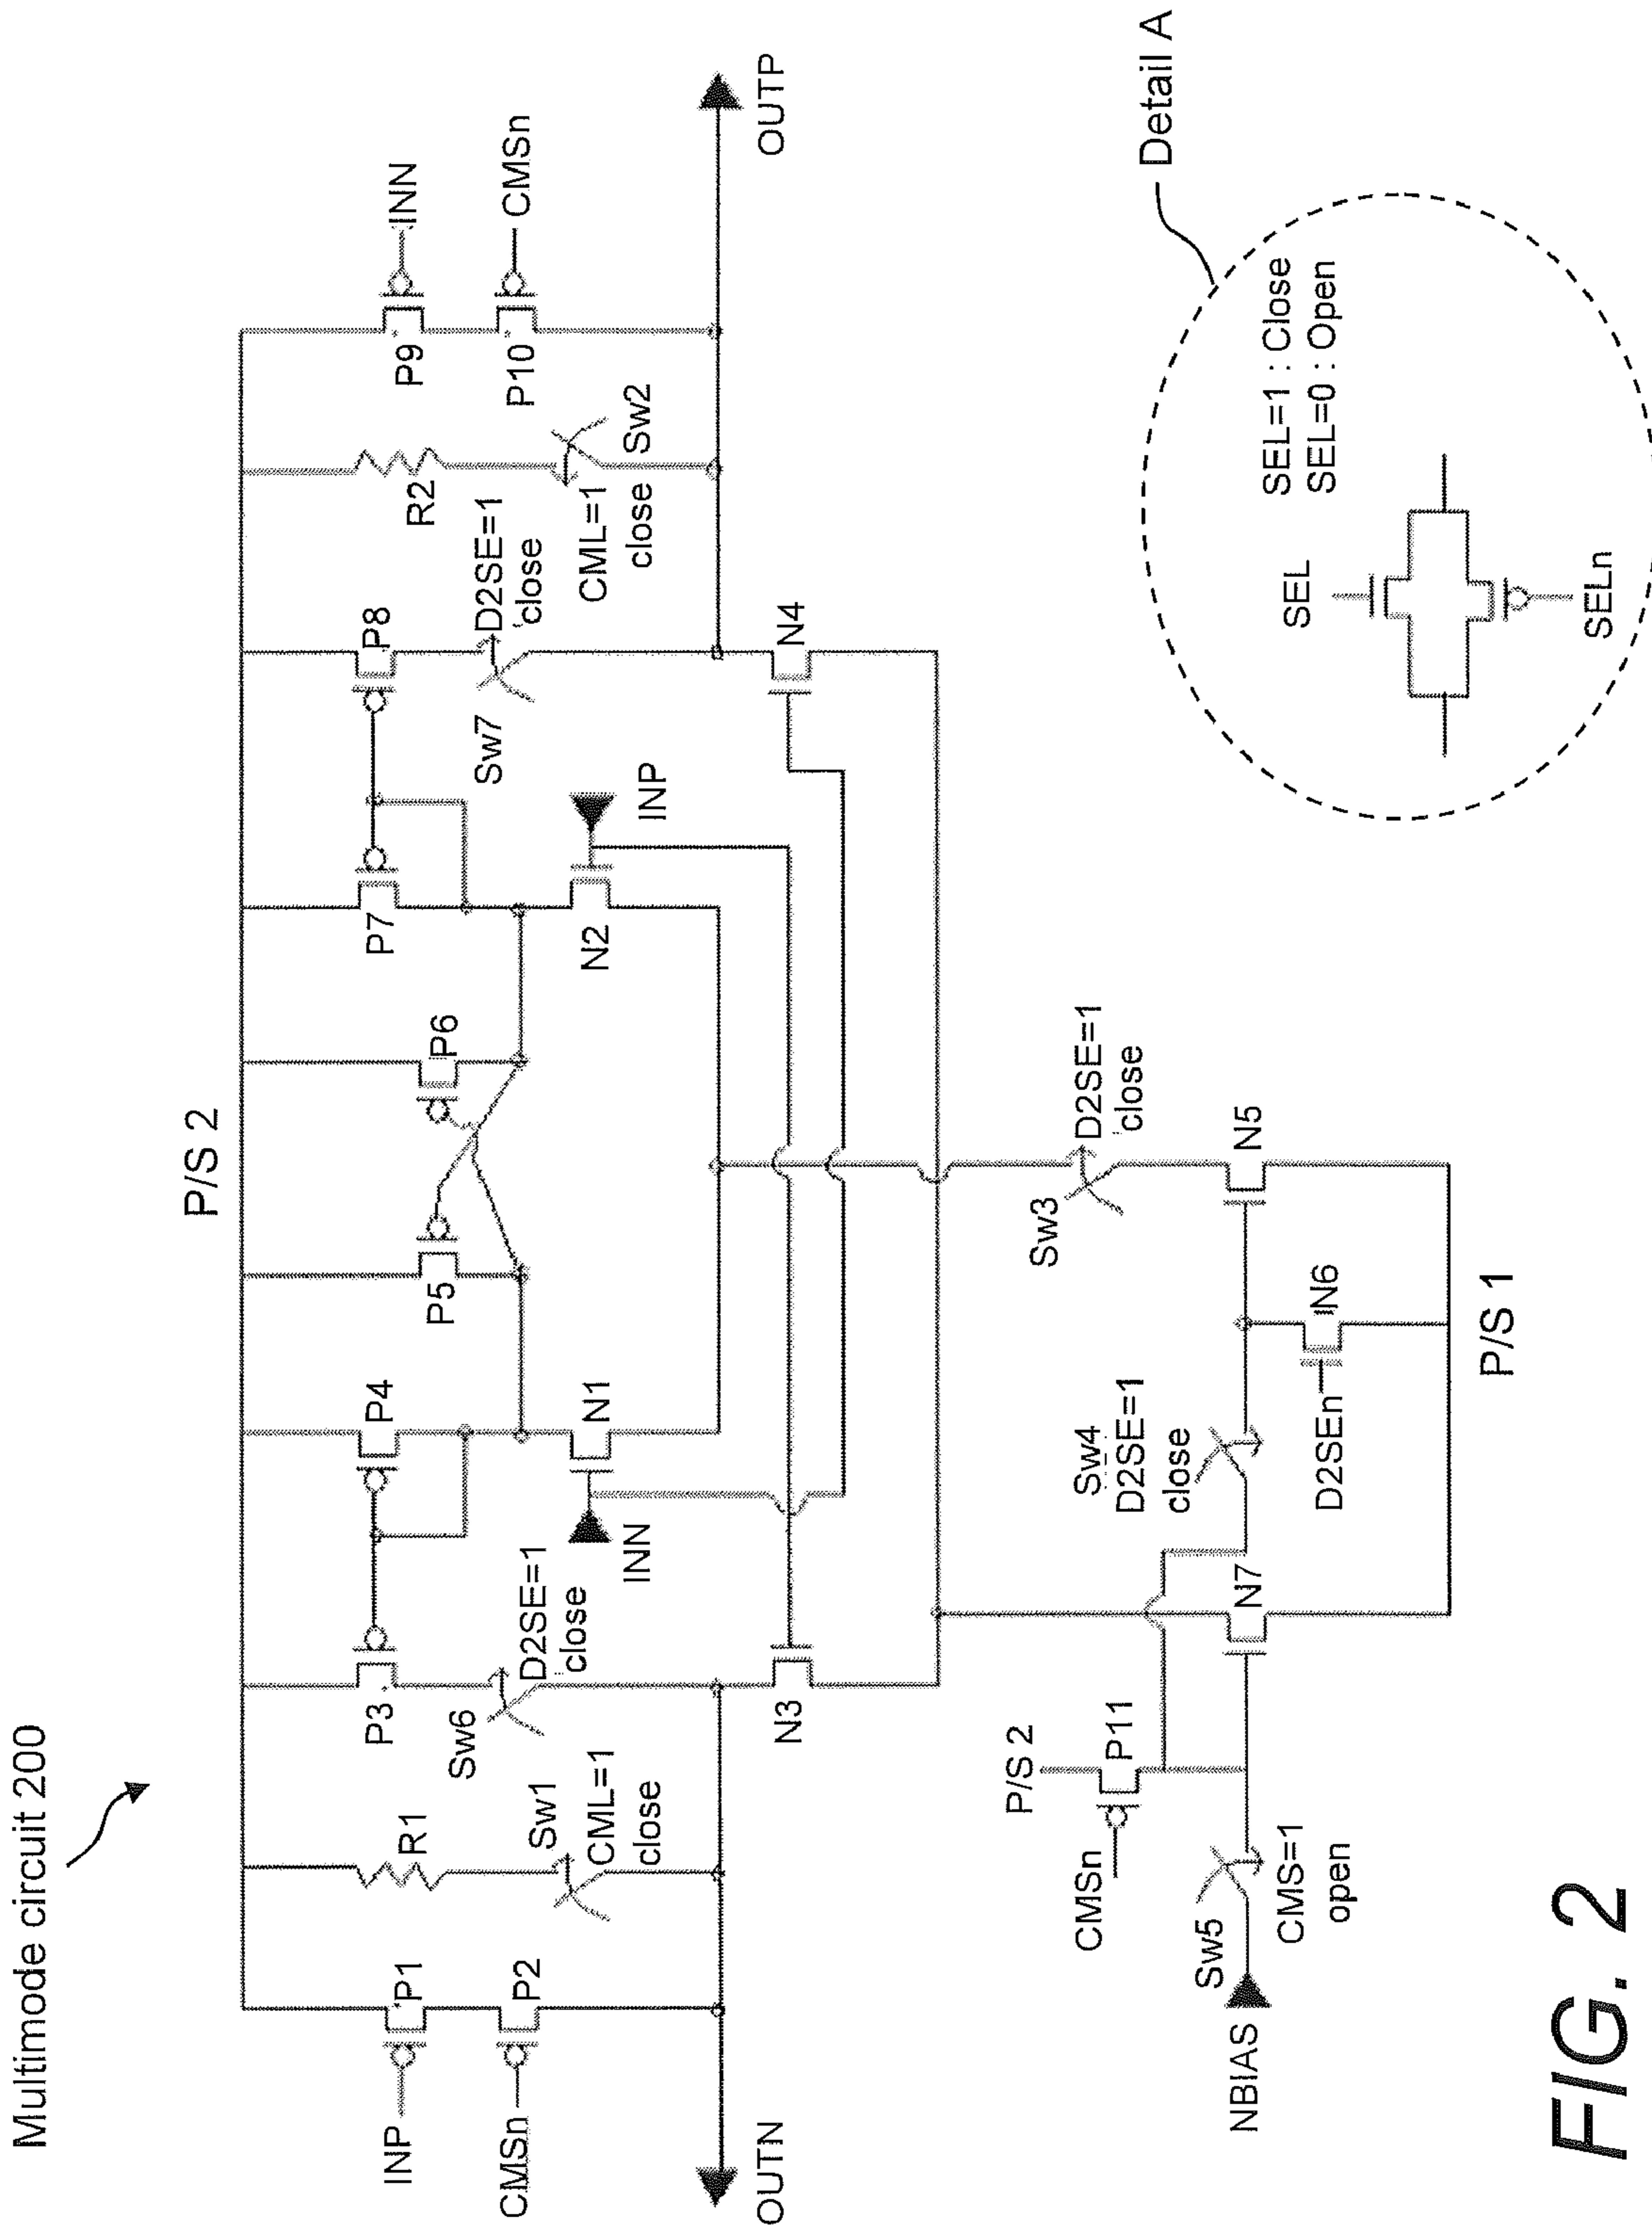 Multimode circuit 200
P/S 2
INP
P1
CMSn
P2
R1
Sw1
CML=1
close
P3
Sw6
D2SE=1
close
P4
P5
P6
P7
P8
Sw7
D2SE=1
close
R2
CML=1
close
Sw2
P9
INN
P10
CMSn
INN
N1
N2
INP
OUTN
N3
N4
OUTP
P/S 2
CMSn
P11
Sw4
D2SE=1
close
Sw3
D2SE=1
close
NBIAS
Sw5
CMS=1
open
N7
D2SEn
N6
N5
P/S 1
Detail A
SEL
SELn
SEL=1 : Close
SEL=0 : Open
FIG. 2